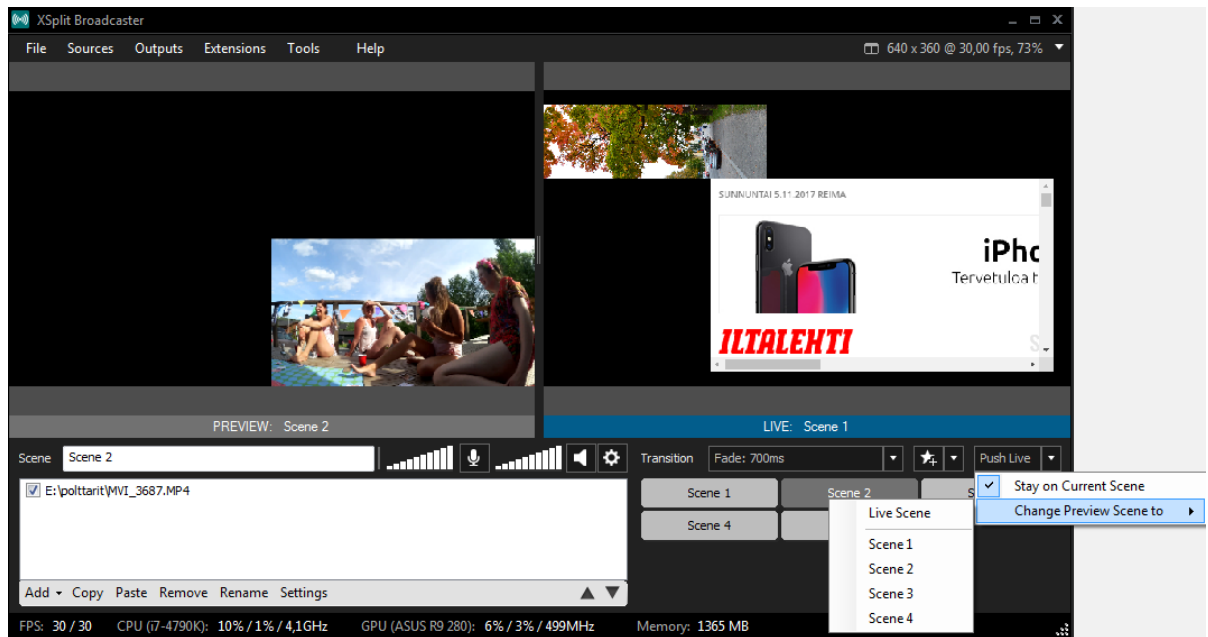 XSplit Broadcaster
File Sources Outputs Extensions Tools Help 640 x 360 @ 30,00 fps, 73%
SUNNUNTAI 5.11.2017 REIMA
iPho
Tervetuloa t
ILTALEHTI
S
PREVIEW: Scene 2
LIVE: Scene 1
Scene Scene 2
Transition Fade: 700ms Push Live
E:\polttarit\MVI_3687.MP4
Scene 1 Scene 2 S
Scene 4
Stay on Current Scene
Change Preview Scene to
Live Scene
Scene 1
Scene 2
Scene 3
Scene 4
Add Copy Paste Remove Rename Settings
FPS: 30 / 30 CPU (i7-4790K): 10% / 1% / 4,1GHz GPU (ASUS R9 280): 6% / 3% / 499MHz Memory: 1365 MB